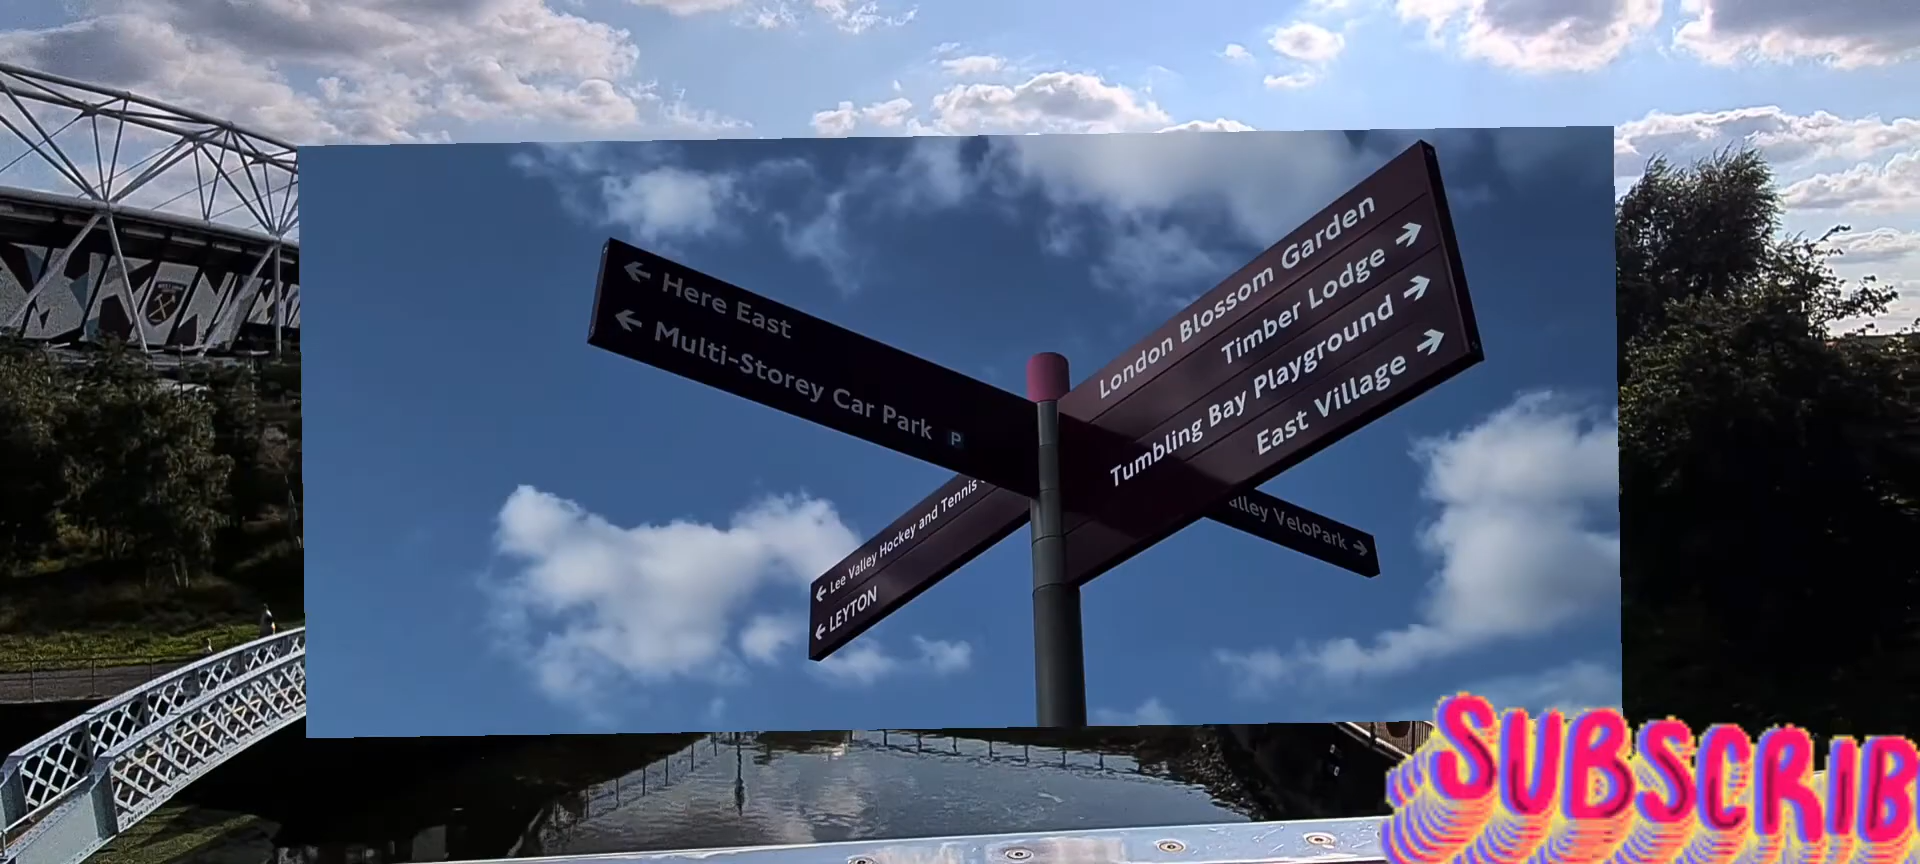 ← Here East
← Multi-Storey Car Park P
London Blossom Garden
Timber Lodge →
Tumbling Bay Playground →
East Village →
← Lee Valley Hockey and Tennis
← LEYTON
alley VeloPark →
SUBSCRIB